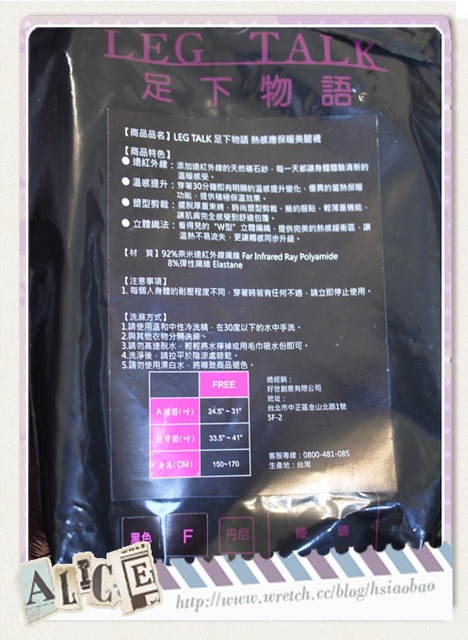 LEG TALK
足下物語
【商品品名】LEG TALK 足下物語 熱感應保暖美腿襪
【商品特色】
● 遠紅外線：添加遠紅外線的天然礦石紗，每一天都讓身體體驗清新的
溫暖感受。
● 溫感提升：穿著30分鐘即有明顯的溫感提升變化，優異的蓄熱保暖
功能，提供積極保溫效果。
● 塑型剪裁：擺脫厚重束縛，時尚塑型剪裁，簡約服貼、輕薄重機能，
讓肌膚完全感覺到舒適包覆。
● 立體織法：看得見的"W型"立體編織，提供完美的熱感緩衝區，讓
溫熱不易流失，更讓觸感同步升級。
【材 質】92%奈米遠紅外線纖維 Far Infrared Ray Polyamide
8%彈性纖維 Elastane
【注意事項】
1. 每個人身體的耐壓程度不同，穿著時若有任何不適，請立即停止使用。
【洗滌方式】
1.請使用溫和中性冷洗精，在30度以下的水中手洗。
2.與其他衣物分開洗滌。
3.請勿高速脫水，輕輕將水擰掉或用毛巾吸水份即可。
4.洗淨後，請拉平於陰涼處晾乾。
5.請勿使用漂白水，將導致商品褪色。
FREE
24.5"~ 31"
33.5"~ 41"
身高(CM) 150~170
總經銷：
好世創意有限公司
地址：
台北市中正區金山北路1號
5F-2
客服專線：0800-481-085
生產地：台灣
黑色 F 丹尼
ALICE
http://www.wretch.cc/blog/hsiaobao